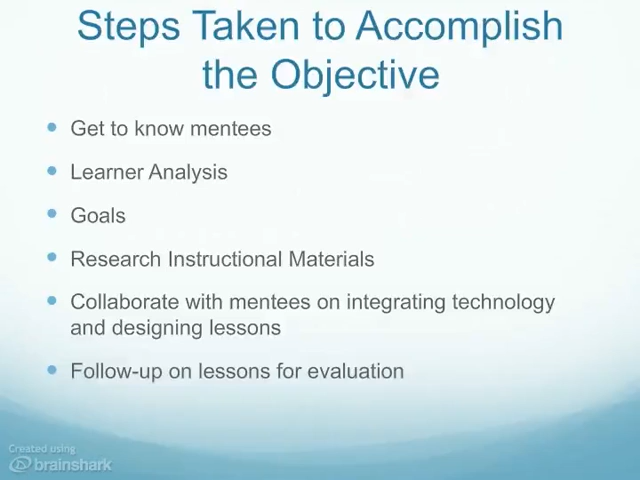 Steps Taken to Accomplish
the Objective
Get to know mentees
Learner Analysis
Goals
Research Instructional Materials
Collaborate with mentees on integrating technology
and designing lessons
Follow-up on lessons for evaluation
Created using
brainshark